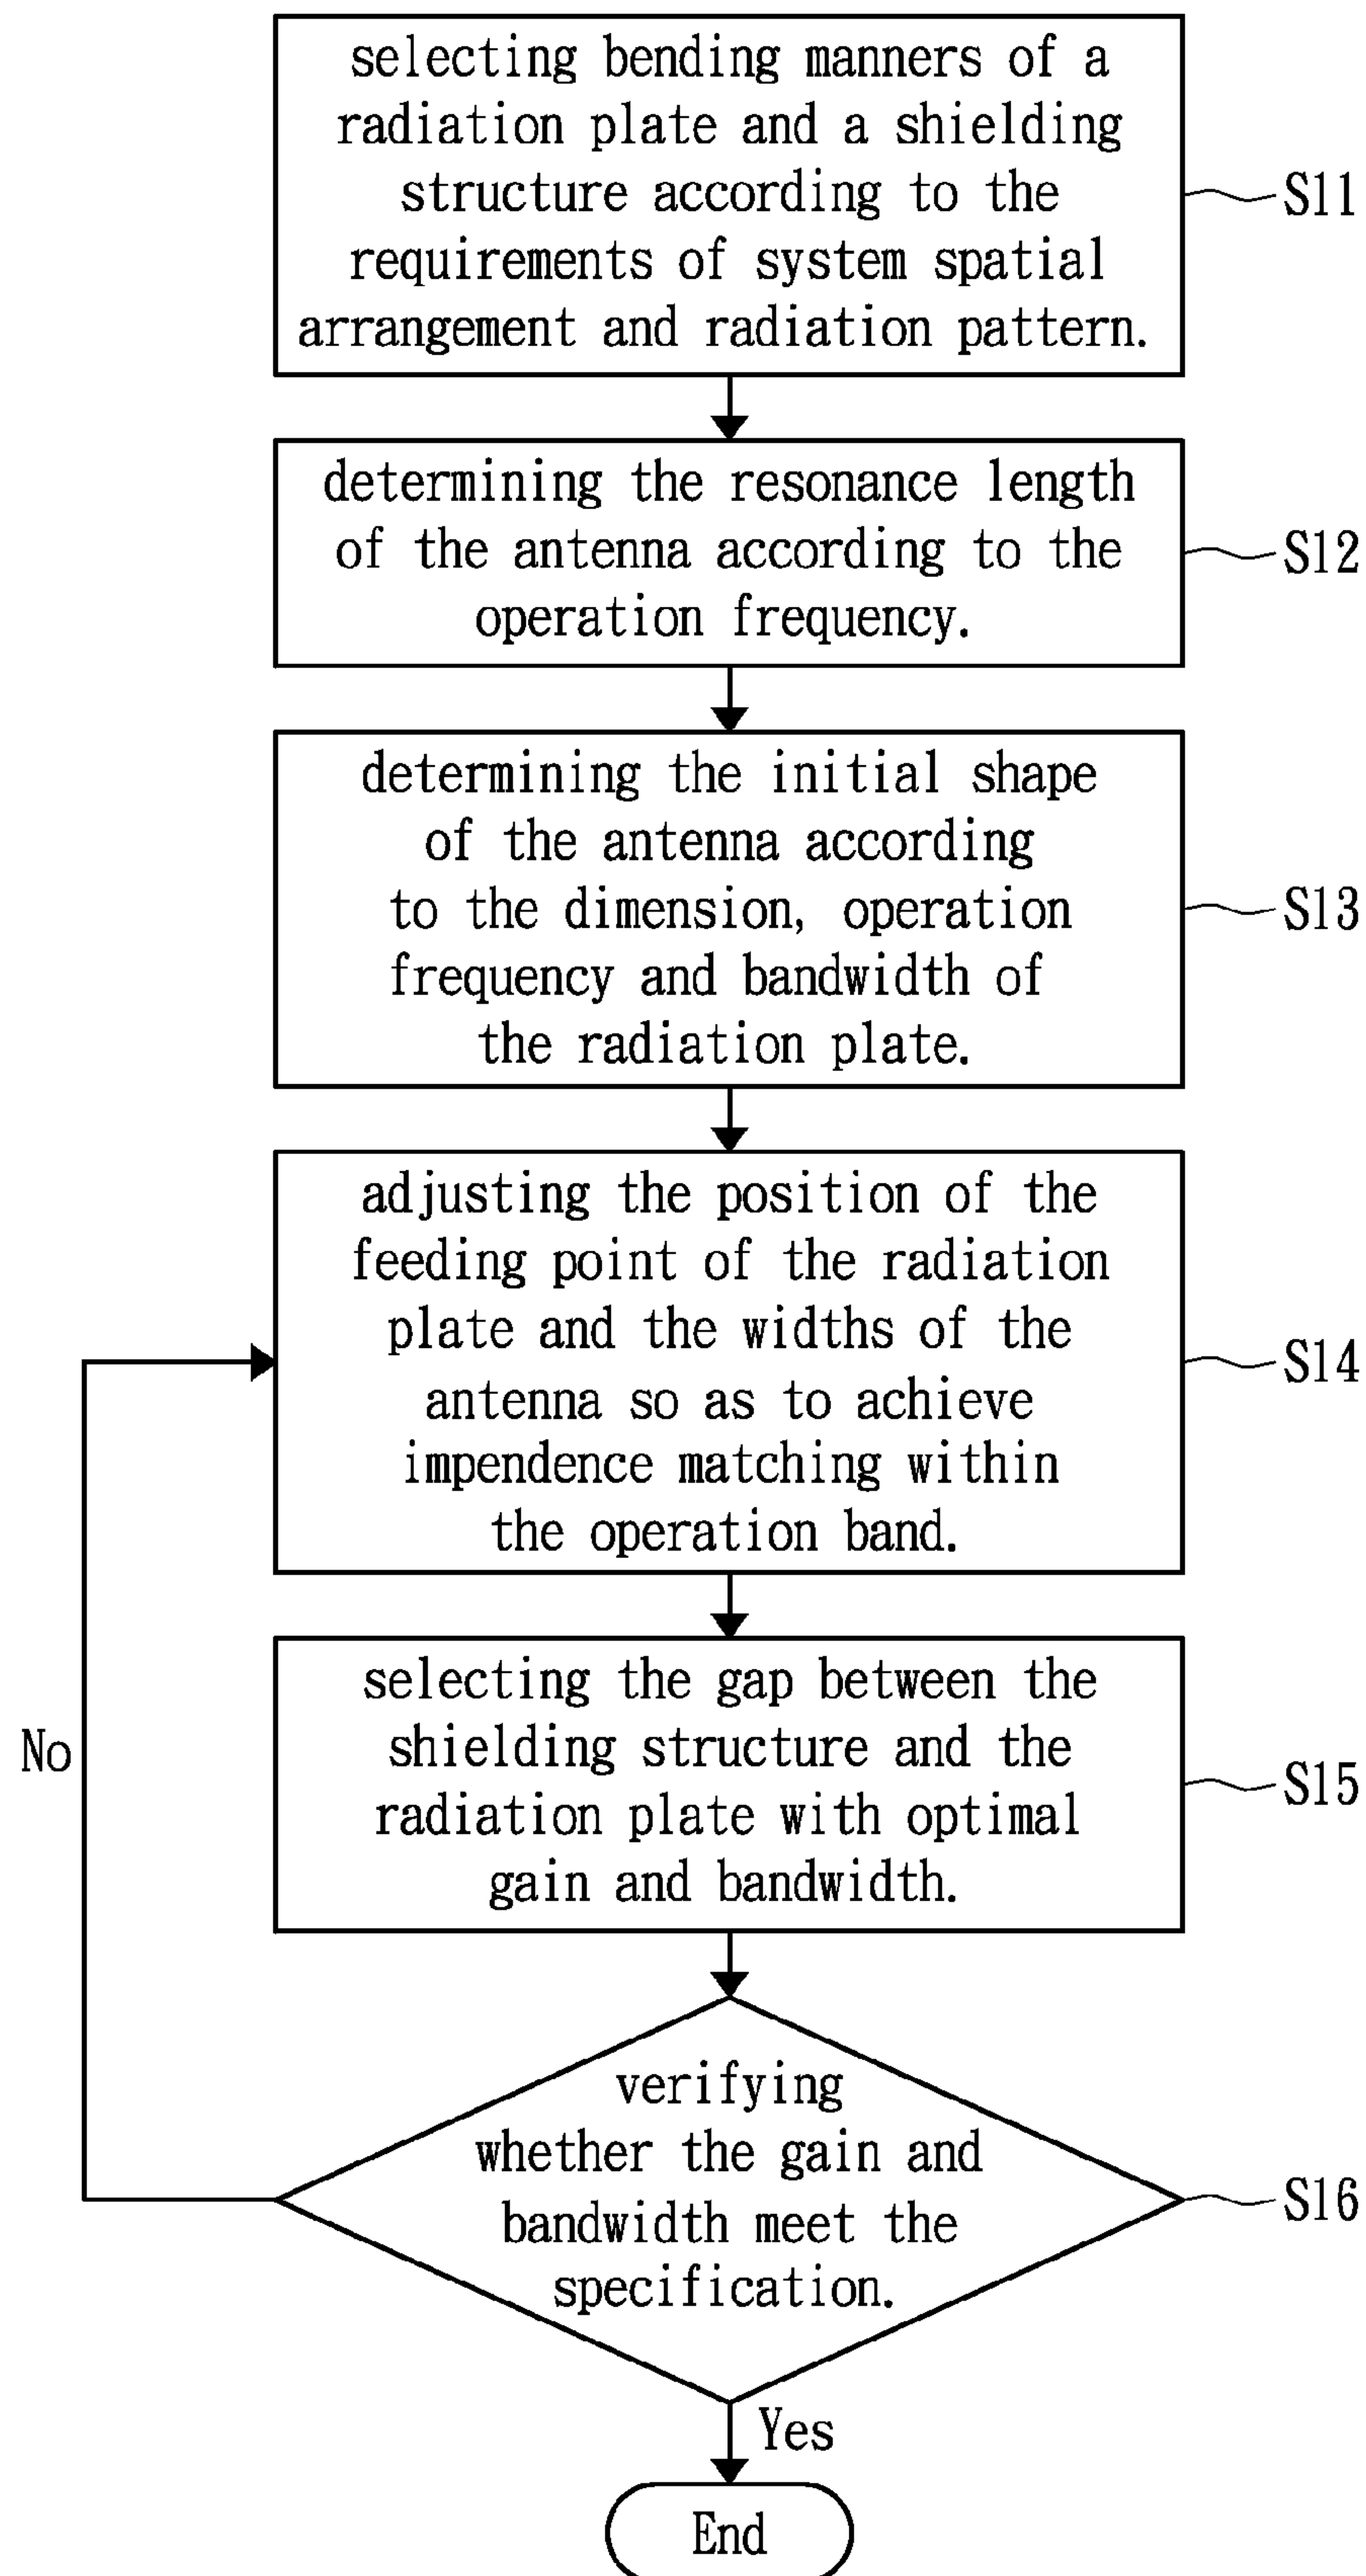 selecting bending manners of a
radiation plate and a shielding
structure according to the
requirements of system spatial
arrangement and radiation pattern.
S11
determining the resonance length
of the antenna according to the
operation frequency.
S12
determining the initial shape
of the antenna according
to the dimension, operation
frequency and bandwidth of
the radiation plate.
S13
adjusting the position of the
feeding point of the radiation
plate and the widths of the
antenna so as to achieve
impendence matching within
the operation band.
S14
selecting the gap between the
shielding structure and the
radiation plate with optimal
gain and bandwidth.
S15
No
verifying
whether the gain and
bandwidth meet the
specification.
S16
Yes
End